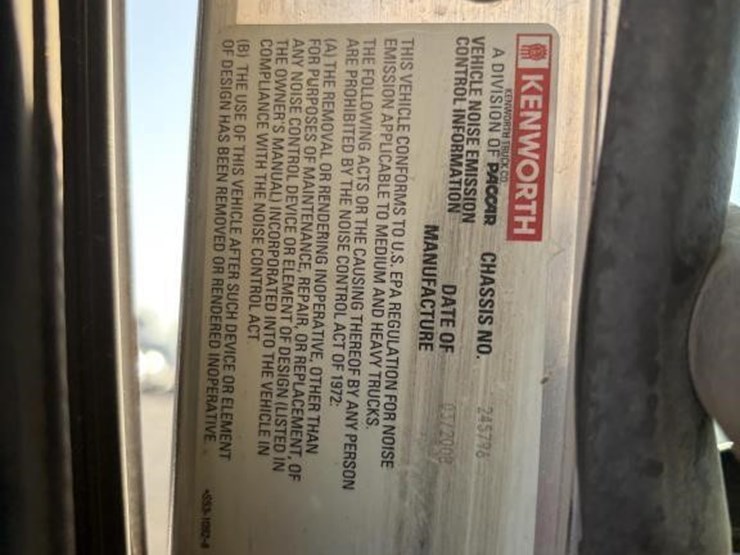 KENWORTH
KENWORTH TRUCK CO.
A DIVISION OF PACCAR
VEHICLE NOISE EMISSION
CONTROL INFORMATION
CHASSIS NO. 245796
DATE OF
MANUFACTURE 03/2008
THIS VEHICLE CONFORMS TO U.S. EPA REGULATION FOR NOISE
EMISSION APPLICABLE TO MEDIUM AND HEAVY TRUCKS.
THE FOLLOWING ACTS OR THE CAUSING THEREOF BY ANY PERSON
ARE PROHIBITED BY THE NOISE CONTROL ACT OF 1972:
(A) THE REMOVAL OR RENDERING INOPERATIVE, OTHER THAN
FOR PURPOSES OF MAINTENANCE, REPAIR, OR REPLACEMENT, OF
ANY NOISE CONTROL DEVICE OR ELEMENT OF DESIGN (LISTED IN
THE OWNER'S MANUAL) INCORPORATED INTO THE VEHICLE IN
COMPLIANCE WITH THE NOISE CONTROL ACT
(B) THE USE OF THIS VEHICLE AFTER SUCH DEVICE OR ELEMENT
OF DESIGN HAS BEEN REMOVED OR RENDERED INOPERATIVE.